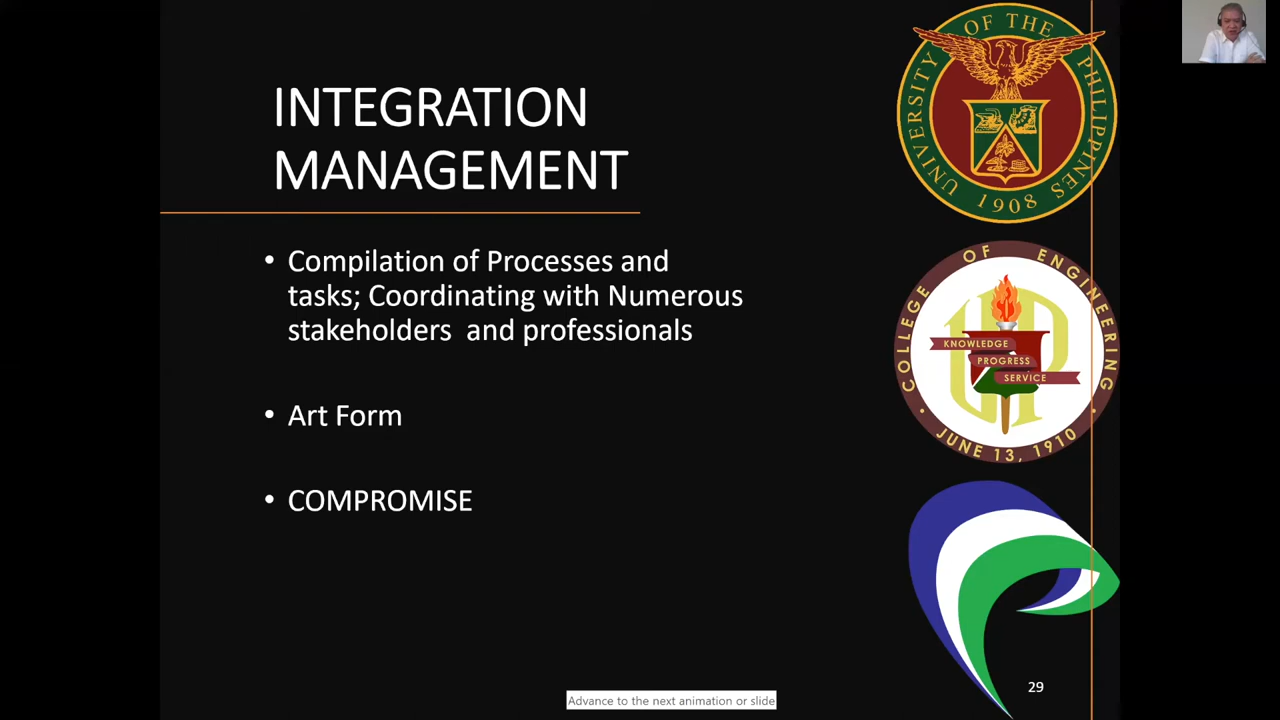 INTEGRATION
MANAGEMENT
• Compilation of Processes and
tasks; Coordinating with Numerous
stakeholders and professionals
• Art Form
• COMPROMISE
UNIVERSITY OF THE PHILIPPINES
1908
COLLEGE OF ENGINEERING
KNOWLEDGE
PROGRESS
SERVICE
• JUNE 13, 1910 •
29
Advance to the next animation or slide